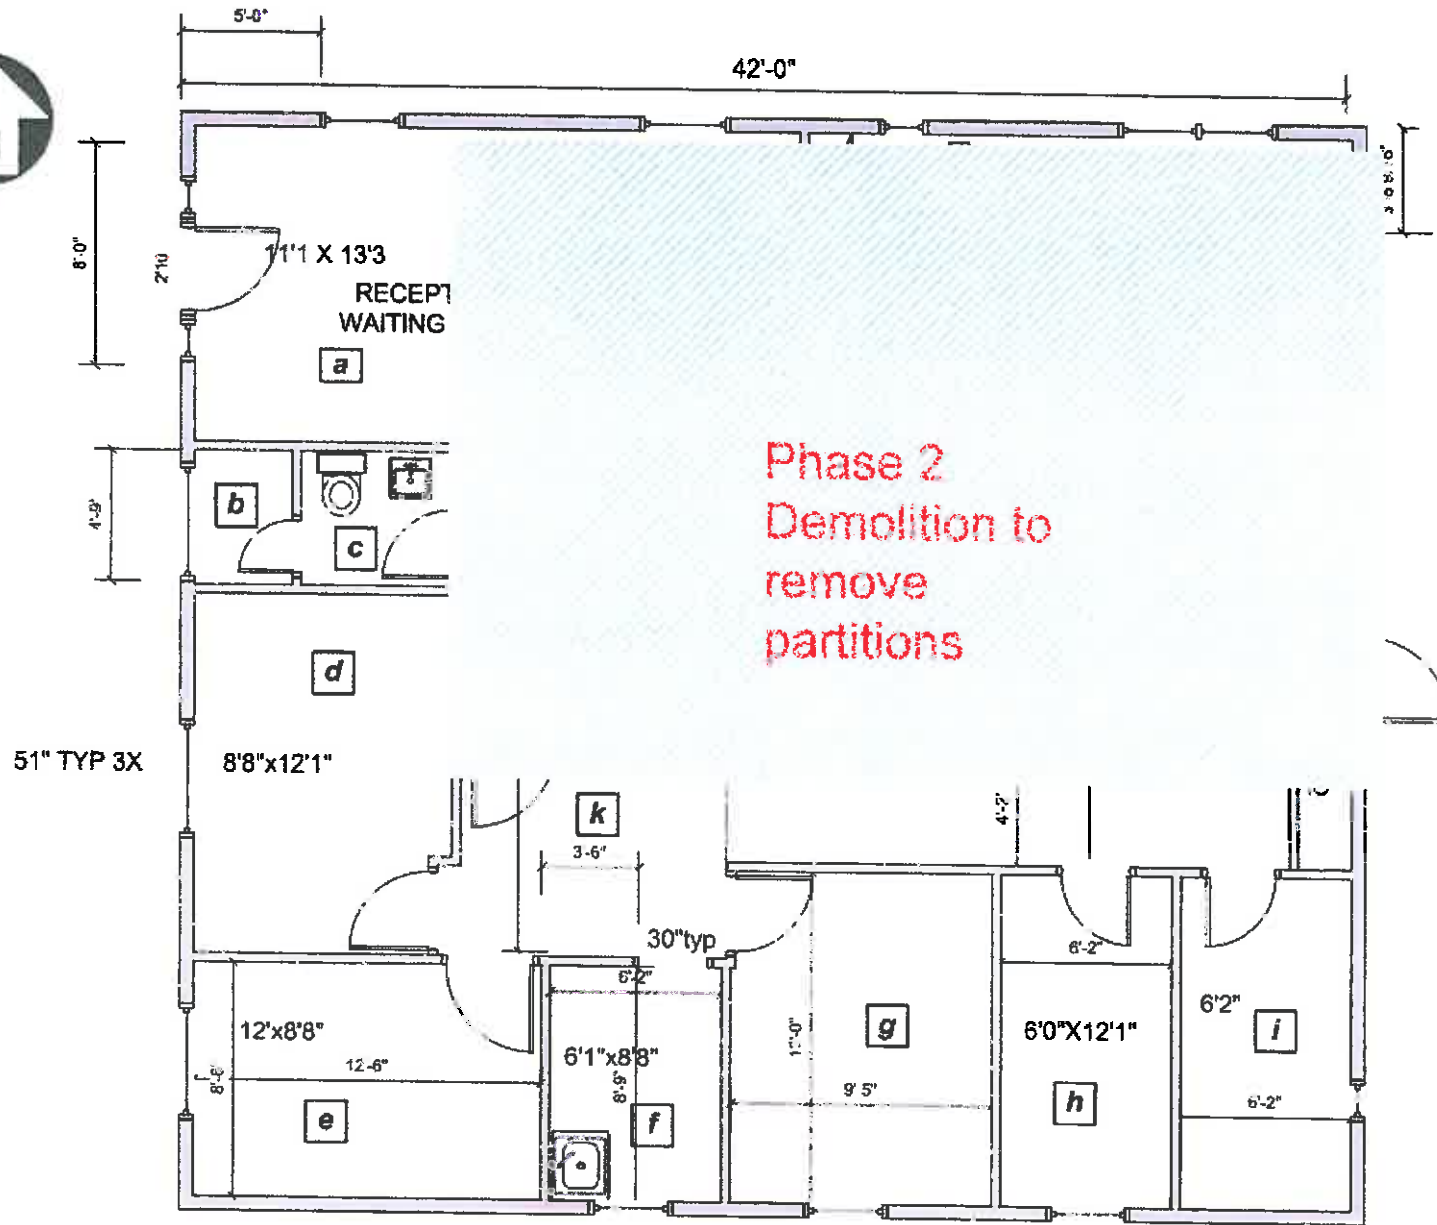 5'-0"
42'-0"
8'-0"
2'10
11'1 X 13'3
RECEPT
WAITING
a
Phase 2
Demolition to
remove
partitions
4'-9"
b
c
d
51" TYP 3X
8'8"x12'1"
k
4'-2"
3'-6"
30"typ
6'-2"
6'-2"
12'x8'8"
6'1"x8'8"
g
6'0"X12'1"
6'2"
i
12'-6"
8'-6"
8'-9"
9' 5"
h
6'-2"
e
f